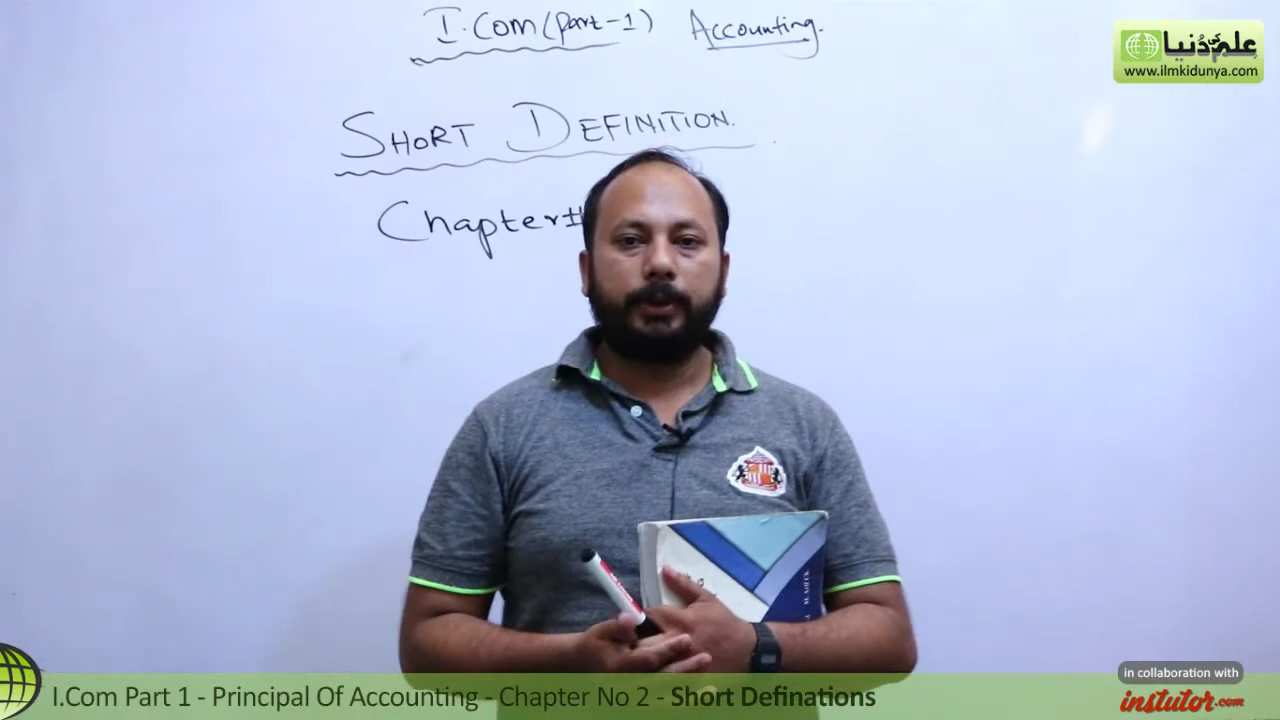 I.Com (part-1) Accounting.
علم کی دُنیا
www.ilmkidunya.com
SHORT DEFINITION.
Chapter #
in collaboration with
instutor.com
I.Com Part 1 - Principal Of Accounting - Chapter No 2 - Short Definations